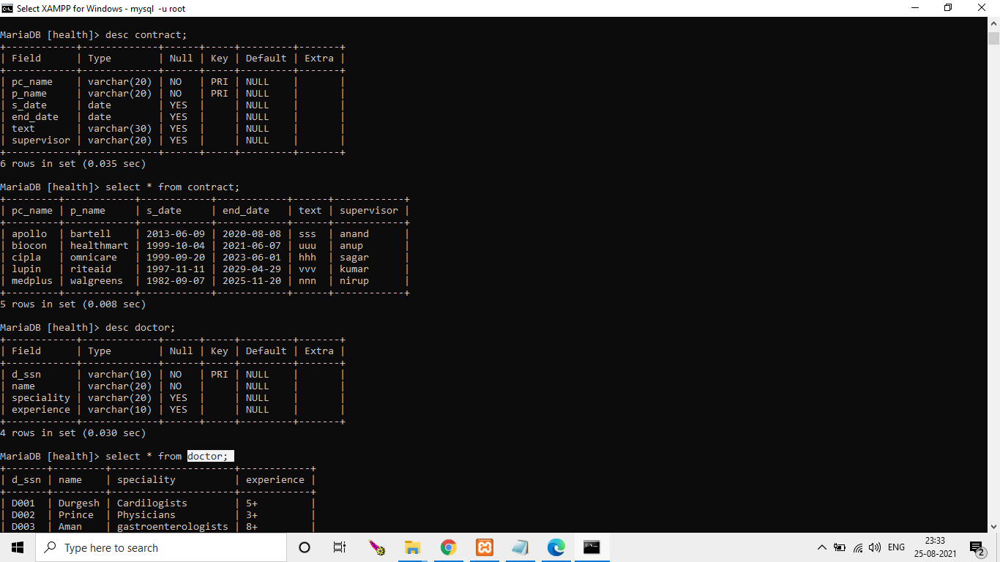 Select XAMPP for Windows - mysql  -u root
MariaDB [health]> desc contract;
+------------+-------------+------+-----+---------+-------+
| Field      | Type        | Null | Key | Default | Extra |
+------------+-------------+------+-----+---------+-------+
| pc_name    | varchar(20) | NO   | PRI | NULL    |       |
| p_name     | varchar(20) | NO   | PRI | NULL    |       |
| s_date     | date        | YES  |     | NULL    |       |
| end_date   | date        | YES  |     | NULL    |       |
| text       | varchar(30) | YES  |     | NULL    |       |
| supervisor | varchar(20) | YES  |     | NULL    |       |
+------------+-------------+------+-----+---------+-------+
6 rows in set (0.035 sec)
MariaDB [health]> select * from contract;
+---------+------------+------------+------------+------+------------+
| pc_name | p_name     | s_date     | end_date   | text | supervisor |
+---------+------------+------------+------------+------+------------+
| apollo  | bartell    | 2013-06-09 | 2020-08-08 | sss  | anand      |
| biocon  | healthmart | 1999-10-04 | 2021-06-07 | uuu  | anup       |
| cipla   | omnicare   | 1999-09-20 | 2023-06-01 | hhh  | sagar      |
| lupin   | riteaid    | 1997-11-11 | 2029-04-29 | vvv  | kumar      |
| medplus | walgreens  | 1982-09-07 | 2025-11-20 | nnn  | nirup      |
+---------+------------+------------+------------+------+------------+
5 rows in set (0.008 sec)
MariaDB [health]> desc doctor;
+------------+-------------+------+-----+---------+-------+
| Field      | Type        | Null | Key | Default | Extra |
+------------+-------------+------+-----+---------+-------+
| d_ssn      | varchar(10) | NO   | PRI | NULL    |       |
| name       | varchar(20) | NO   |     | NULL    |       |
| speciality | varchar(20) | YES  |     | NULL    |       |
| experience | varchar(10) | YES  |     | NULL    |       |
+------------+-------------+------+-----+---------+-------+
4 rows in set (0.030 sec)
MariaDB [health]> select * from doctor;
+-------+---------+---------------------+------------+
| d_ssn | name    | speciality          | experience |
+-------+---------+---------------------+------------+
| D001  | Durgesh | Cardilogists        | 5+         |
| D002  | Prince  | Physicians          | 3+         |
| D003  | Aman    | gastroenterologists | 8+         |
Type here to search
ENG
23:33
25-08-2021
2